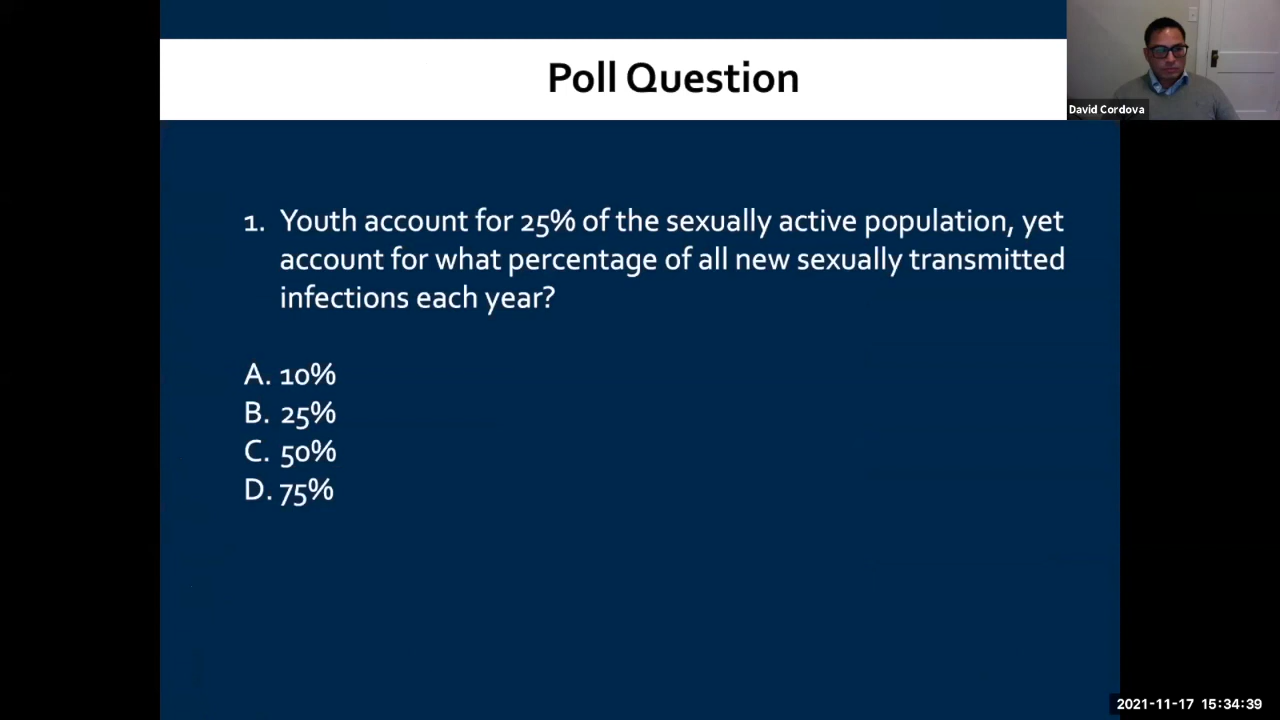 Poll Question
David Cordova
1. Youth account for 25% of the sexually active population, yet
account for what percentage of all new sexually transmitted
infections each year?
A. 10%
B. 25%
C. 50%
D. 75%
2021-11-17 15:34:39